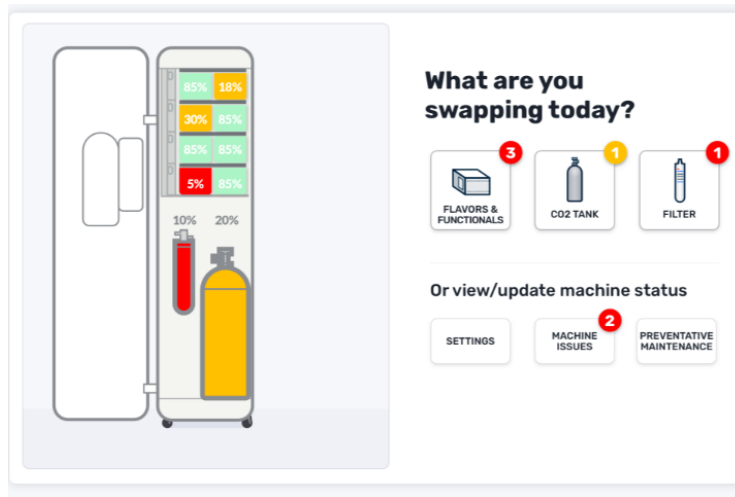 85% 18%
30% 85%
85% 85%
5% 85%
10% 20%
What are you
swapping today?
3
1
1
FLAVORS &
FUNCTIONALS
CO2 TANK
FILTER
Or view/update machine status
2
SETTINGS
MACHINE
ISSUES
PREVENTATIVE
MAINTENANCE